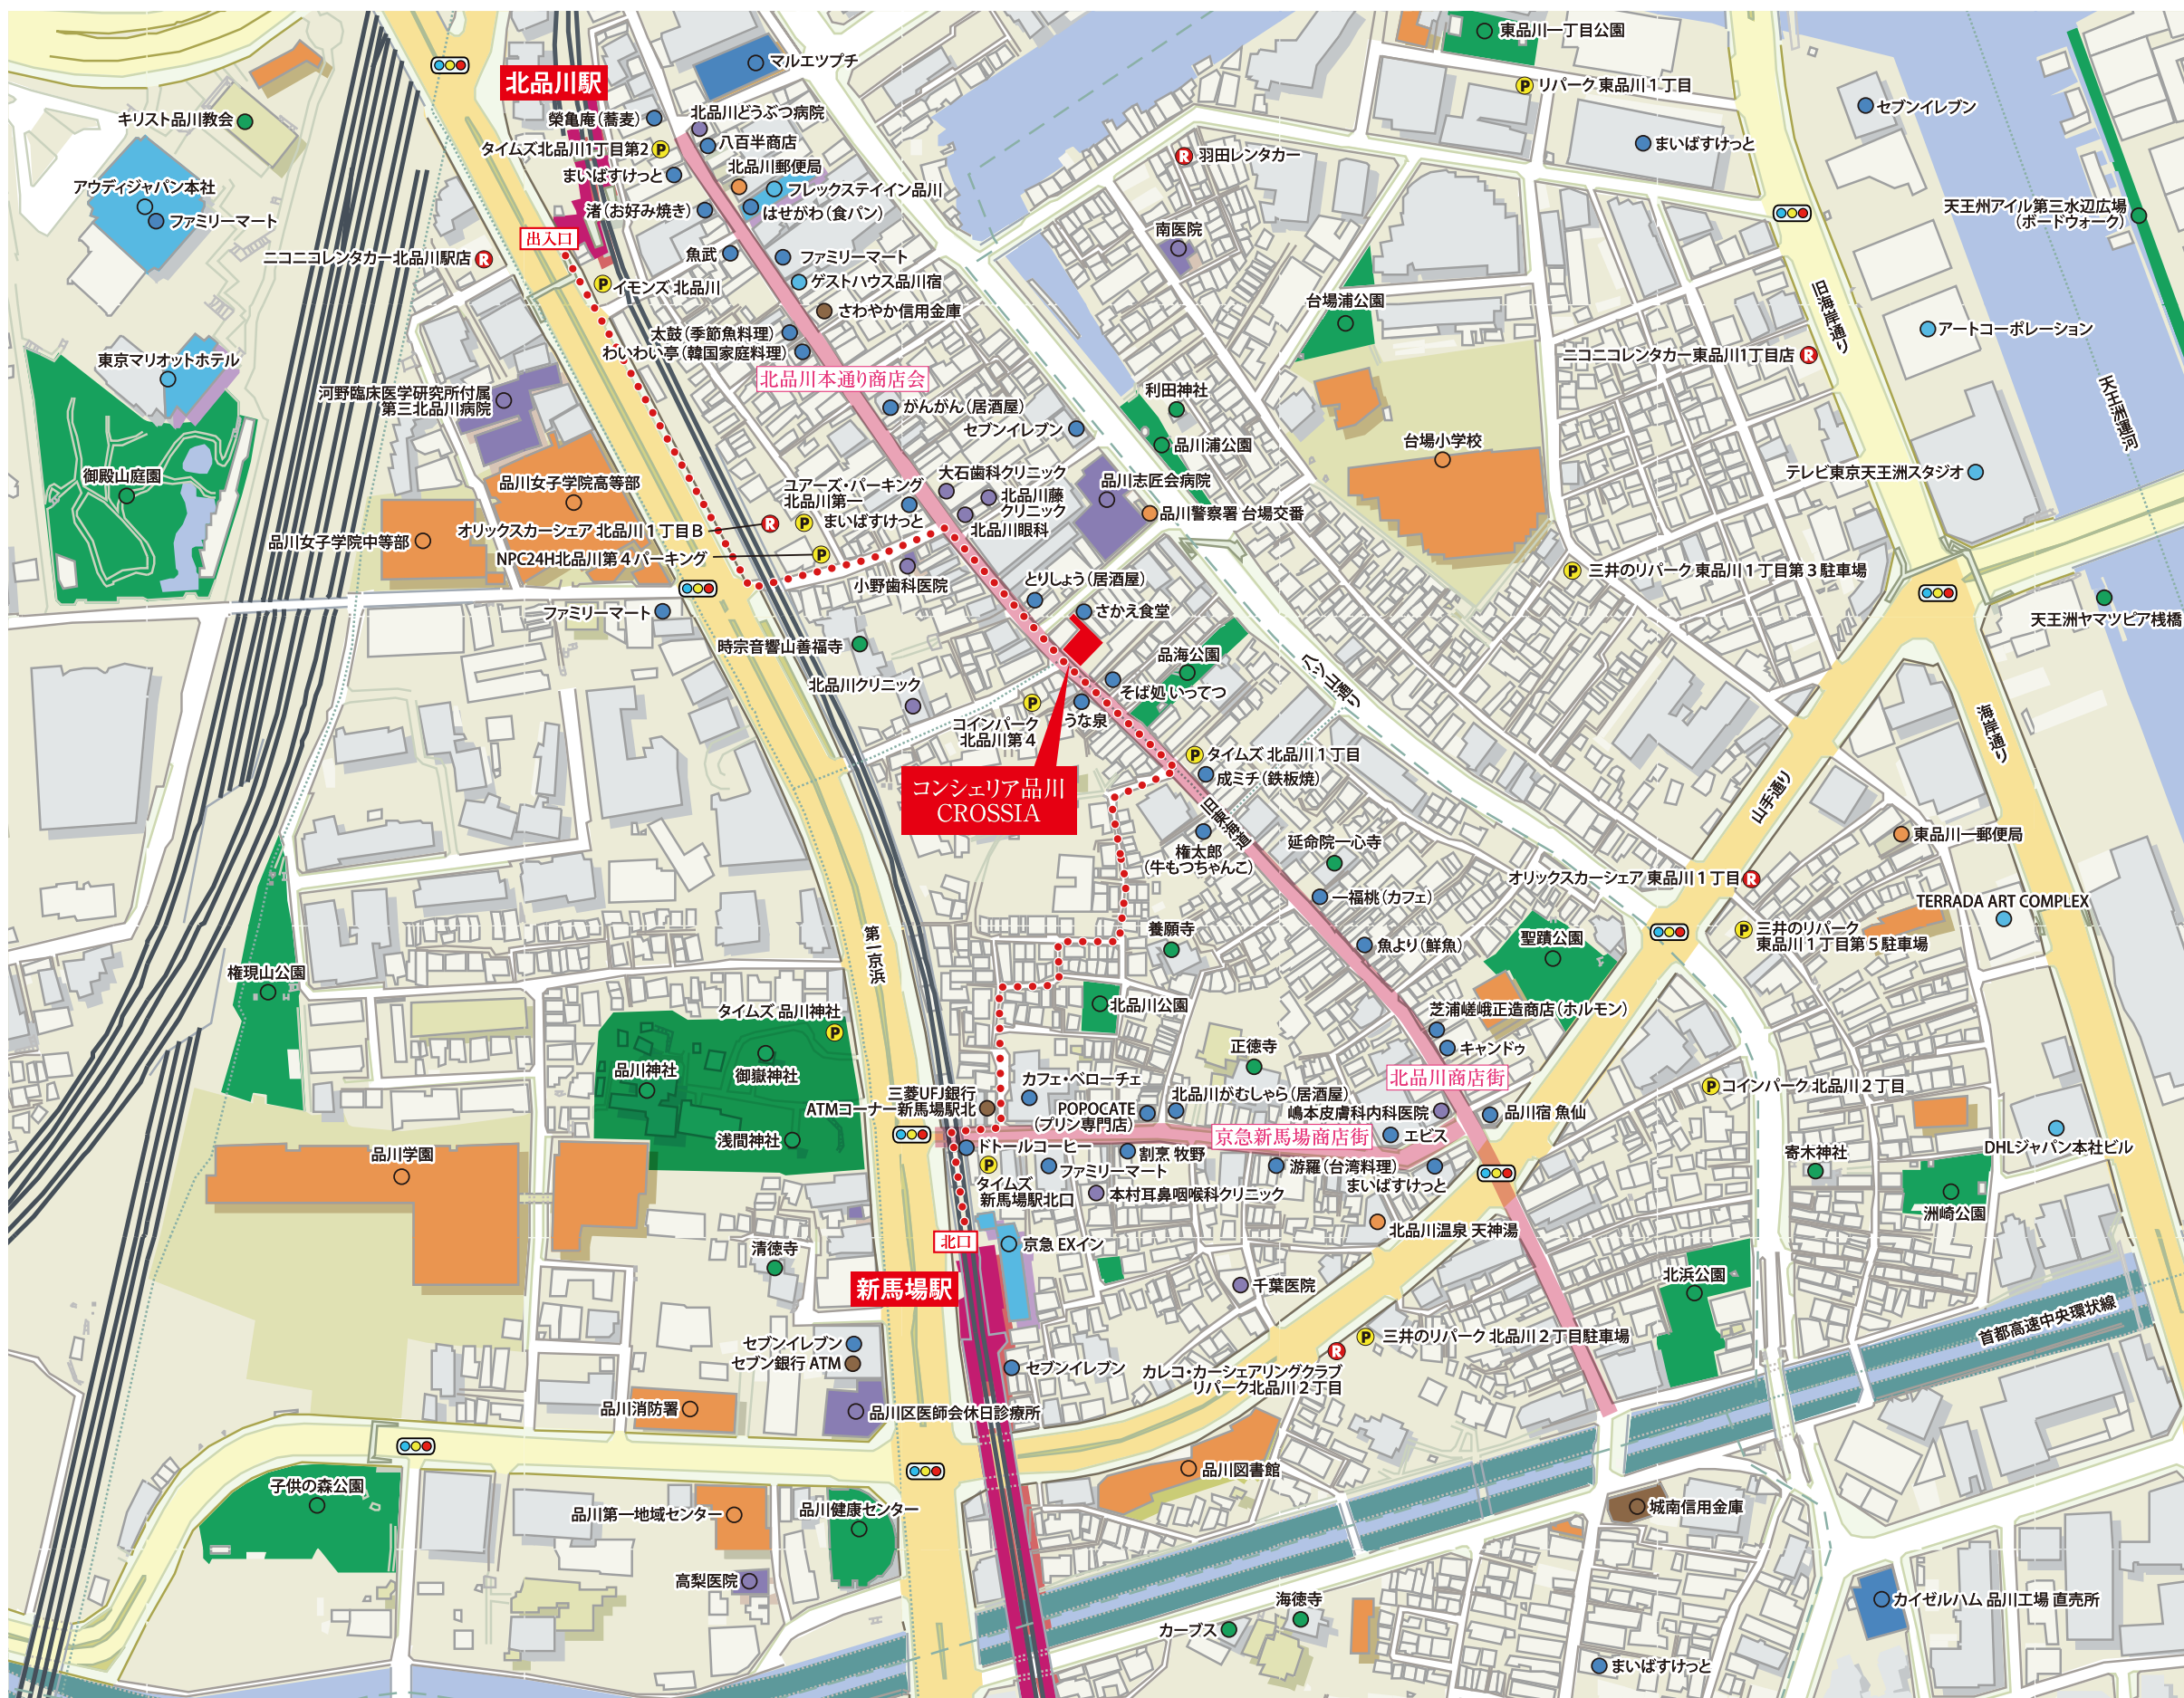 東品川一丁目公園
マルエツプチ
北品川駅
リパーク 東品川1丁目
セブンイレブン
北品川どうぶつ病院
榮亀庵(蕎麦)
キリスト品川教会
八百半商店
まいばすけっと
タイムズ北品川1丁目第2
羽田レンタカー
北品川郵便局
まいばすけっと
アウディジャパン本社
フレックステイイン品川
ファミリーマート
渚(お好み焼き)
はせがわ(食パン)
天王州アイル第三水辺広場
(ボードウォーク)
南医院
出入口
魚武
ファミリーマート
ニコニコレンタカー北品川駅店
イモンズ 北品川
ゲストハウス品川宿
台場浦公園
旧海岸通り
さわやか信用金庫
アートコーポレーション
太鼓(季節魚料理)
わいわい亭(韓国家庭料理)
ニコニコレンタカー東品川1丁目店
東京マリオットホテル
北品川本通り商店会
利田神社
河野臨床医学研究所付属
第三北品川病院
がんがん(居酒屋)
天王洲運河
セブンイレブン
品川浦公園
台場小学校
御殿山庭園
大石歯科クリニック
テレビ東京天王洲スタジオ
品川女子学院高等部
ユアーズ・パーキング
北品川第一
北品川藤
クリニック
品川志匠会病院
まいばすけっと
品川警察署 台場交番
オリックスカーシェア 北品川1丁目B
北品川眼科
品川女子学院中等部
NPC24H北品川第4パーキング
三井のリパーク 東品川1丁目第3駐車場
小野歯科医院
とりしょう(居酒屋)
ファミリーマート
さかえ食堂
天王洲ヤマツピア桟橋
時宗音響山善福寺
品海公園
八ツ山通り
北品川クリニック
そば処 いってつ
うな泉
コインパーク
北品川第4
海岸通り
タイムズ 北品川1丁目
成ミチ(鉄板焼)
コンシェリア品川
CROSSIA
山手通り
旧東海道
延命院一心寺
東品川一郵便局
権太郎
(牛もつちゃんこ)
オリックスカーシェア 東品川1丁目
一福桃(カフェ)
TERRADA ART COMPLEX
養願寺
三井のリパーク
東品川1丁目第5駐車場
魚より(鮮魚)
聖蹟公園
第一京浜
権現山公園
北品川公園
タイムズ 品川神社
芝浦嵯峨正造商店(ホルモン)
正徳寺
キャンドゥ
品川神社
御嶽神社
カフェ・ベローチェ
北品川商店街
コインパーク 北品川2丁目
三菱UFJ銀行
ATMコーナー新馬場駅北
北品川がむしゃら(居酒屋)
POPOCATE
(プリン専門店)
嶋本皮膚科内科医院
品川宿 魚仙
浅間神社
京急新馬場商店街
エビス
ドトールコーヒー
割烹 牧野
DHLジャパン本社ビル
品川学園
寄木神社
ファミリーマート
游羅(台湾料理)
まいばすけっと
タイムズ
新馬場駅北口
本村耳鼻咽喉科クリニック
洲崎公園
北品川温泉 天神湯
北口
京急 EXイン
清徳寺
新馬場駅
千葉医院
北浜公園
首都高速中央環状線
三井のリパーク 北品川2丁目駐車場
セブンイレブン
セブン銀行 ATM
セブンイレブン
カレコ・カーシェアリングクラブ
リパーク北品川2丁目
品川消防署
品川区医師会休日診療所
品川図書館
子供の森公園
品川第一地域センター
品川健康センター
城南信用金庫
高梨医院
海徳寺
カイゼルハム 品川工場 直売所
カーブス
まいばすけっと